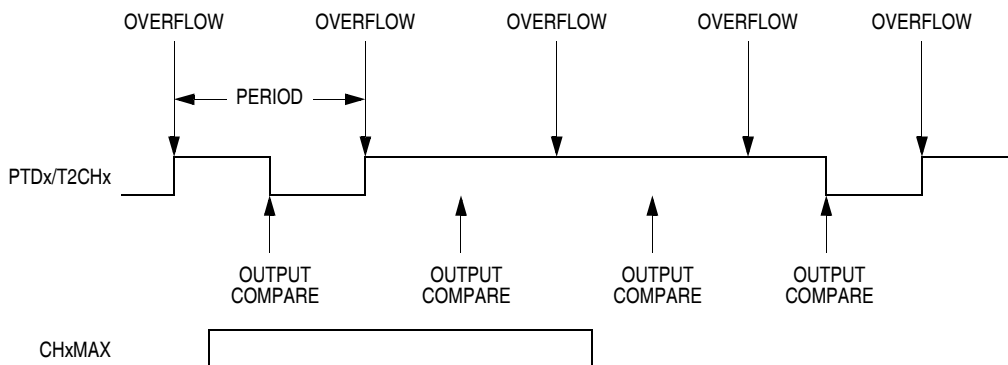 OVERFLOW OVERFLOW OVERFLOW OVERFLOW OVERFLOW
PERIOD
PTDx/T2CHx
OUTPUT COMPARE
OUTPUT COMPARE
OUTPUT COMPARE
OUTPUT COMPARE
CHxMAX